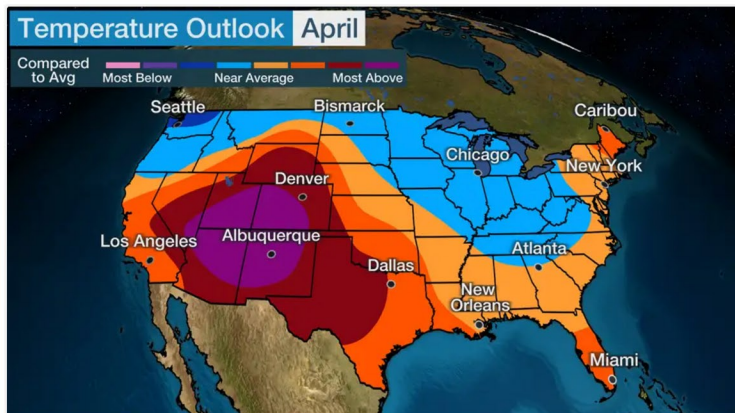 Temperature Outlook April
Compared
to Avg
Most Below Near Average Most Above
Seattle
Bismarck
Caribou
Chicago
New York
Denver
Los Angeles
Albuquerque
Atlanta
Dallas
New
Orleans
Miami